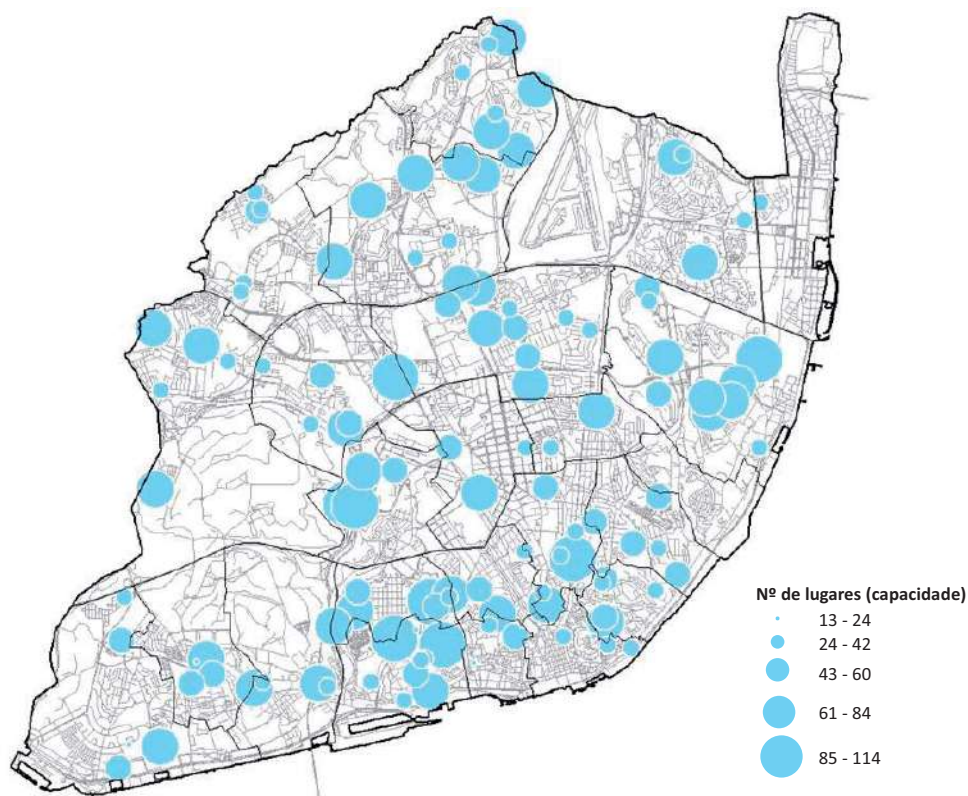 Nº de lugares (capacidade)
13 - 24
24 - 42
43 - 60
61 - 84
85 - 114